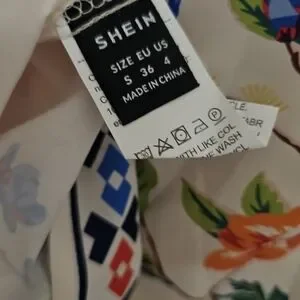 SHEIN
SIZE EU US
S 36 4
MADE IN CHINA
WITH LIKE COL
WASH